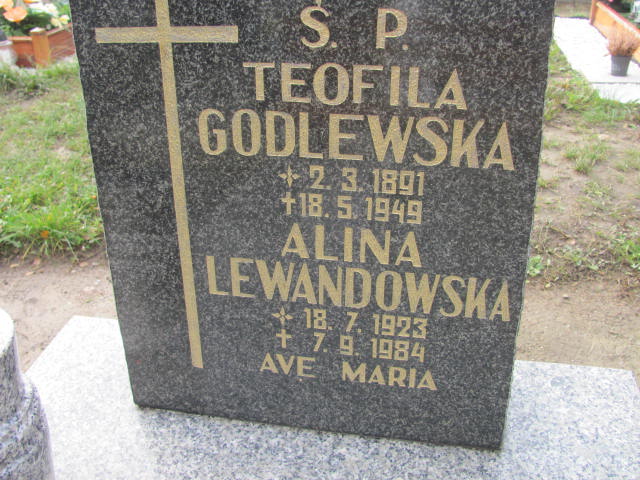 Ś. P.
TEOFILA
GODLEWSKA
2.3.1891
18.5.1949
ALINA
LEWANDOWSKA
18.7.1923
7.9.1984
AVE MARIA